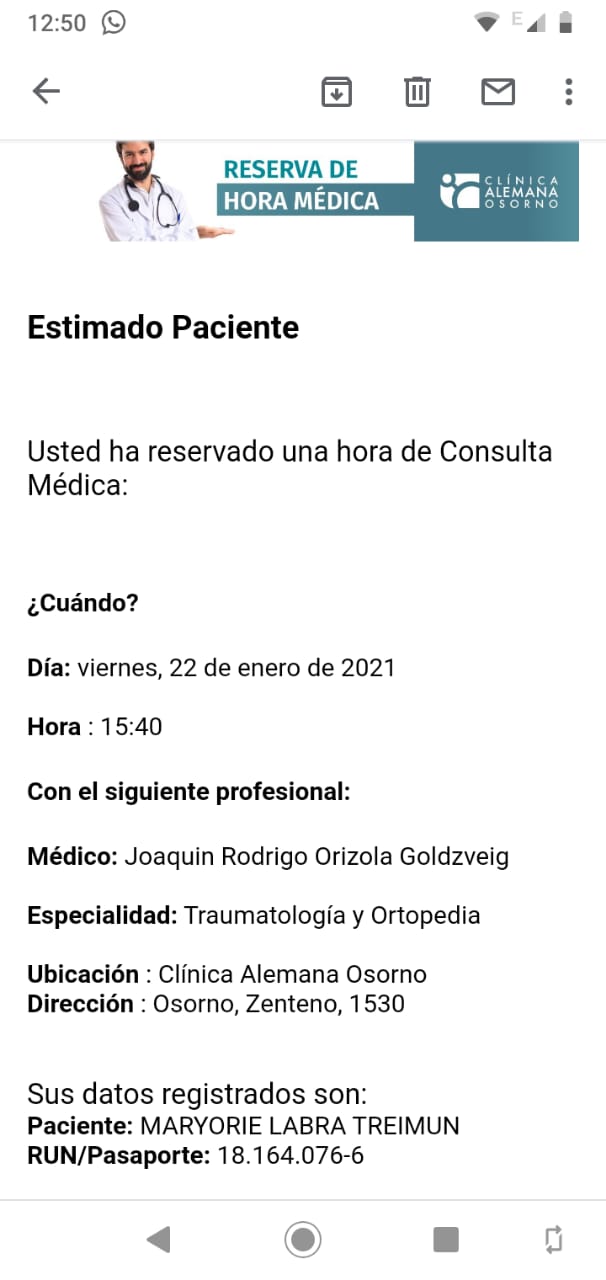 12:50
E
RESERVA DE
HORA MÉDICA
CLÍNICA
ALEMANA
OSORNO
Estimado Paciente
Usted ha reservado una hora de Consulta
Médica:
¿Cuándo?
Día: viernes, 22 de enero de 2021
Hora : 15:40
Con el siguiente profesional:
Médico: Joaquin Rodrigo Orizola Goldzveig
Especialidad: Traumatología y Ortopedia
Ubicación : Clínica Alemana Osorno
Dirección : Osorno, Zenteno, 1530
Sus datos registrados son:
Paciente: MARYORIE LABRA TREIMUN
RUN/Pasaporte: 18.164.076-6